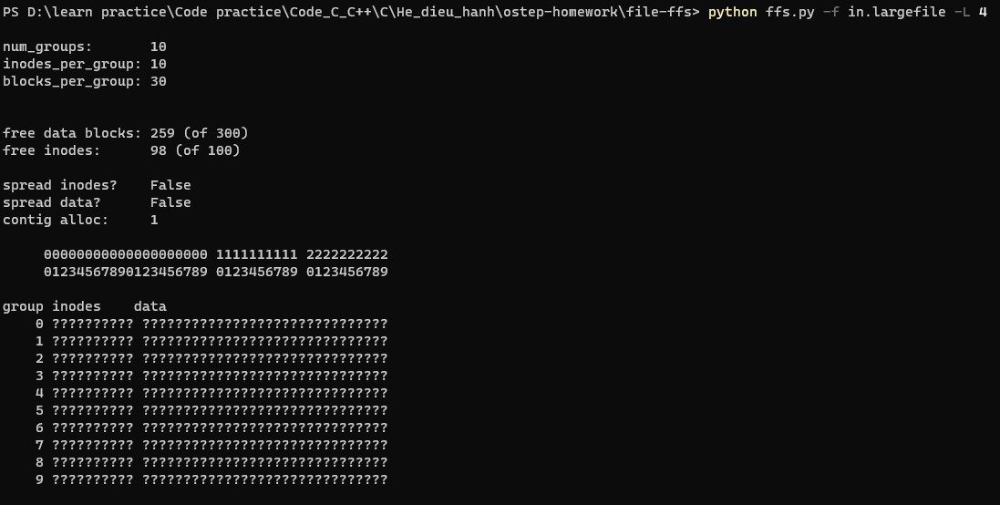 PS D:\learn practice\Code practice\Code_C_C++\C\He_dieu_hanh\ostep-homework\file-ffs> python ffs.py -f in.largefile -L 4
num_groups:       10
inodes_per_group: 10
blocks_per_group: 30
free data blocks: 259 (of 300)
free inodes:      98 (of 100)
spread inodes?    False
spread data?      False
contig alloc:     1
     00000000000000000000 1111111111 2222222222
     01234567890123456789 0123456789 0123456789
group inodes    data
    0 ?????????? ??????????????????????????????
    1 ?????????? ??????????????????????????????
    2 ?????????? ??????????????????????????????
    3 ?????????? ??????????????????????????????
    4 ?????????? ??????????????????????????????
    5 ?????????? ??????????????????????????????
    6 ?????????? ??????????????????????????????
    7 ?????????? ??????????????????????????????
    8 ?????????? ??????????????????????????????
    9 ?????????? ??????????????????????????????